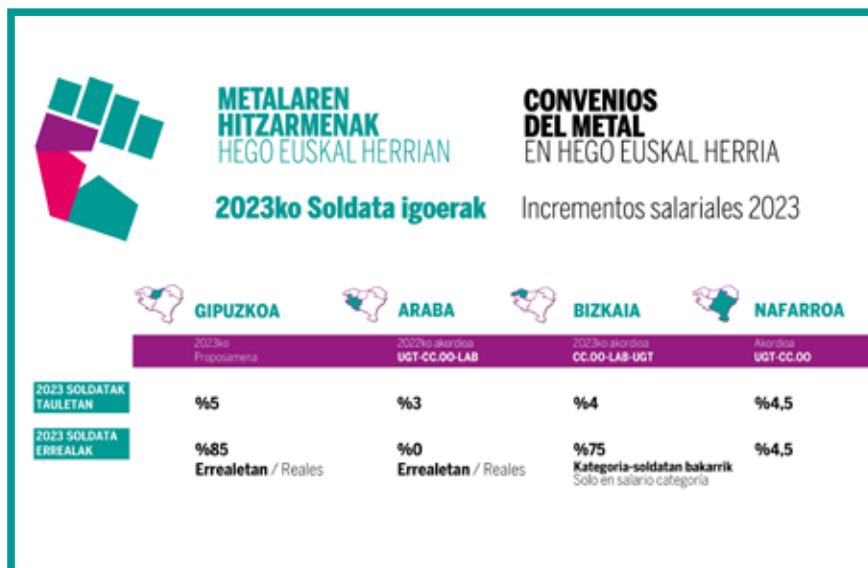 METALAREN
HITZARMENAK
HEGO EUSKAL HERRIAN
CONVENIOS
DEL METAL
EN HEGO EUSKAL HERRIA
2023ko Soldata igoerak
Incrementos salariales 2023
GIPUZKOA
ARABA
BIZKAIA
NAFARROA
2023ko
Proposamena
2022ko akordioa
UGT-CC.OO-LAB
2023ko akordioa
CC.OO-LAB-UGT
Akordioa
UGT-CC.OO
2023 SOLDATAK
TAULETAN
%5
%3
%4
%4,5
2023 SOLDATA
ERREALAK
%85
Errealetan / Reales
%0
Errealetan / Reales
%75
Kategoria-soldatan bakarrik
Solo en salario categoría
%4,5